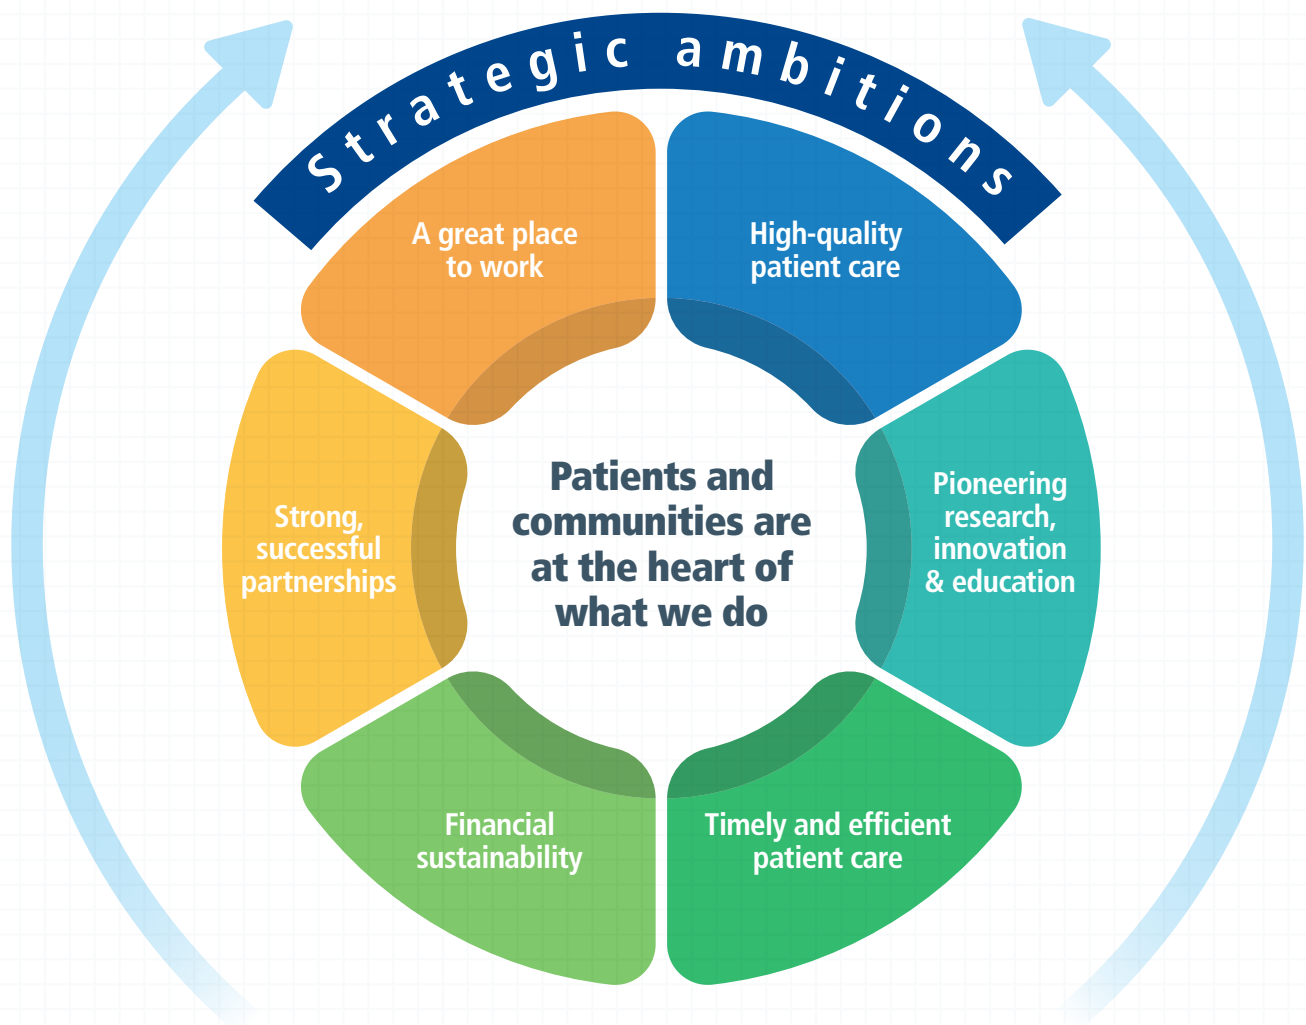 Strategic ambitions
A great place
to work
High-quality
patient care
Strong,
successful
partnerships
Patients and
communities are
at the heart of
what we do
Pioneering
research,
innovation
& education
Financial
sustainability
Timely and efficient
patient care